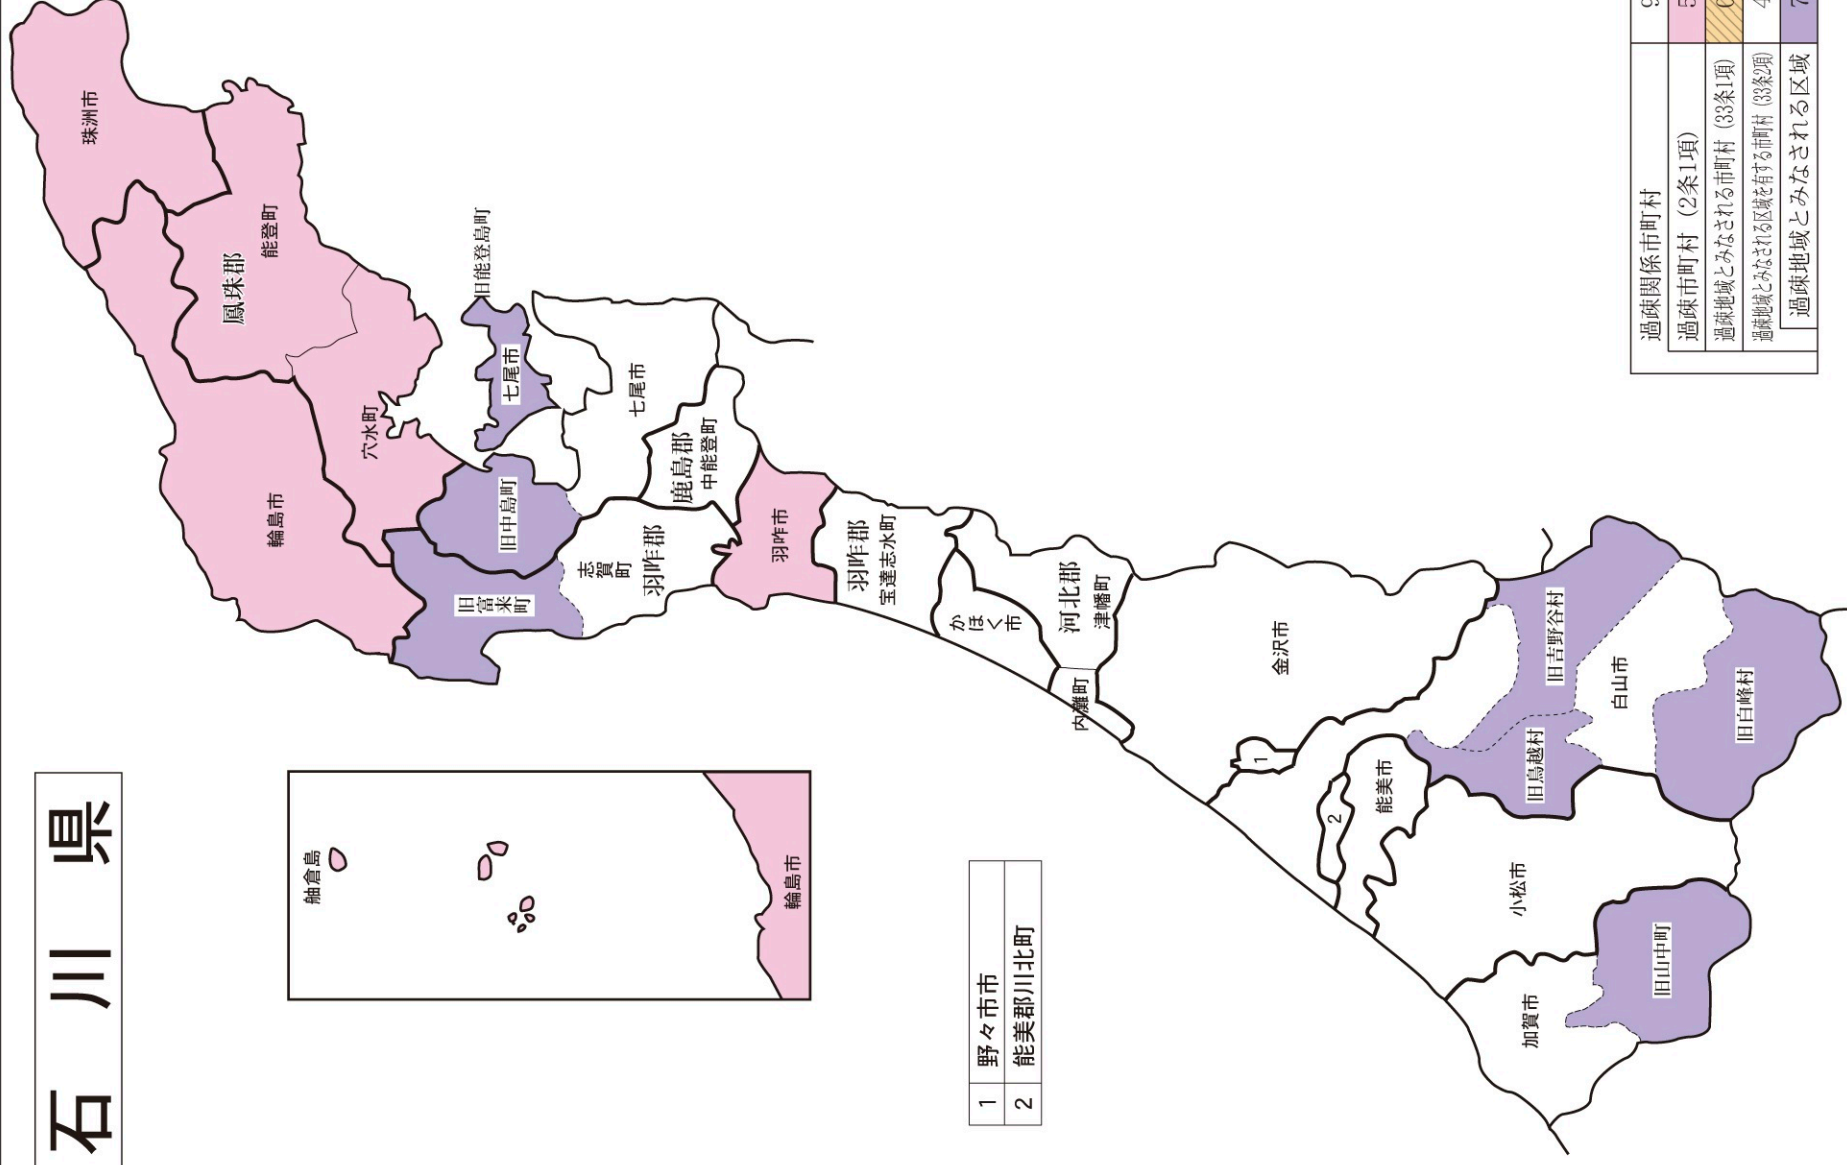 石川県
舳倉島
輪島市
珠洲市
能登町
鳳珠郡
輪島市
穴水町
旧能登島町
七尾市
七尾市
旧中島町
鹿島郡
中能登町
旧富来町
志賀町
羽咋郡
羽咋市
羽咋郡
宝達志水町
かほく市
河北郡
津幡町
内灘町
金沢市
1
2
能美市
旧吉野谷村
旧鳥越村
白山市
旧白峰村
小松市
加賀市
旧山中町
1 野々市市
2 能美郡川北町
過疎関係市町村 9
過疎市町村(2条1項) 5
過疎地域とみなされる市町村(33条1項) 0
過疎地域とみなされる区域を有する市町村(33条2項) 4
過疎地域とみなされる区域 7